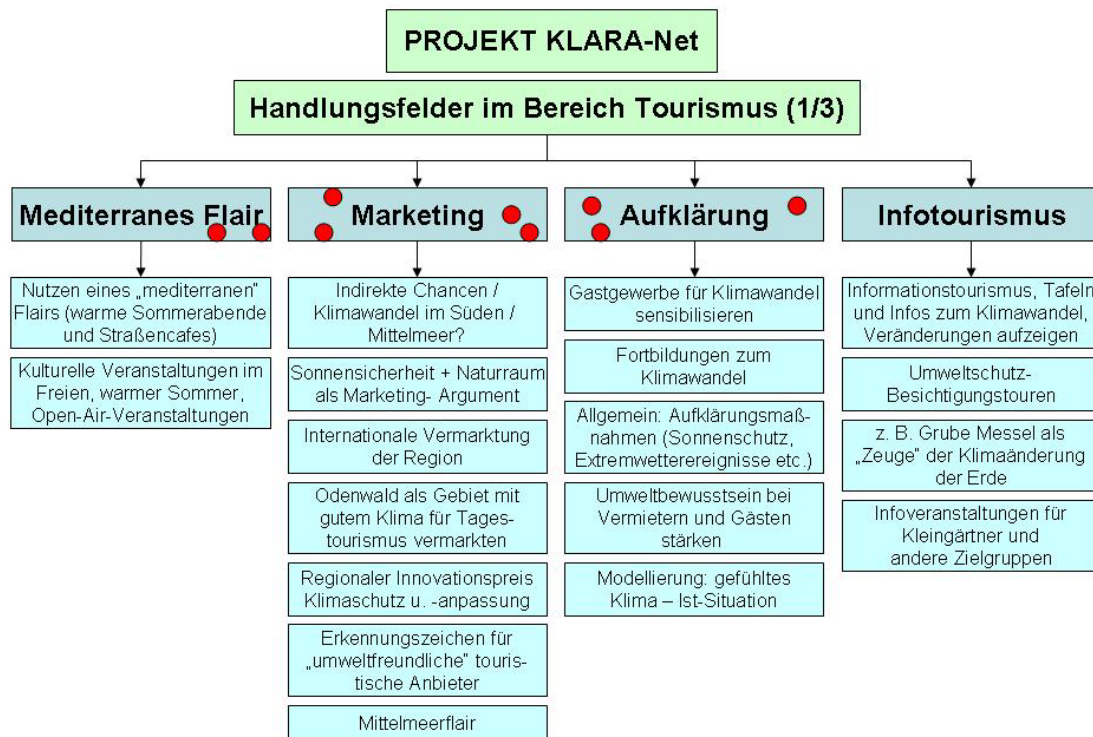 PROJEKT KLARA-Net
Handlungsfelder im Bereich Tourismus (1/3)
Mediterranes Flair
Nutzen eines „mediterranen"
Flairs (warme Sommerabende
und Straßencafes)
Kulturelle Veranstaltungen im
Freien, warmer Sommer,
Open-Air-Veranstaltungen
Marketing
Indirekte Chancen /
Klimawandel im Süden /
Mittelmeer?
Sonnensicherheit + Naturraum
als Marketing- Argument
Internationale Vermarktung
der Region
Odenwald als Gebiet mit
gutem Klima für Tages-
tourismus vermarkten
Regionaler Innovationspreis
Klimaschutz u. -anpassung
Erkennungszeichen für
„umweltfreundliche" touris-
tische Anbieter
Mittelmeerflair
Aufklärung
Gastgewerbe für Klimawandel
sensibilisieren
Fortbildungen zum
Klimawandel
Allgemein: Aufklärungsmaß-
nahmen (Sonnenschutz,
Extremwetterereignisse etc.)
Umweltbewusstsein bei
Vermietern und Gästen
stärken
Modellierung: gefühltes
Klima – Ist-Situation
Infotourismus
Informationstourismus, Tafeln
und Infos zum Klimawandel,
Veränderungen aufzeigen
Umweltschutz-
Besichtigungstouren
z. B. Grube Messel als
„Zeuge" der Klimaänderung
der Erde
Infoveranstaltungen für
Kleingärtner und
andere Zielgruppen